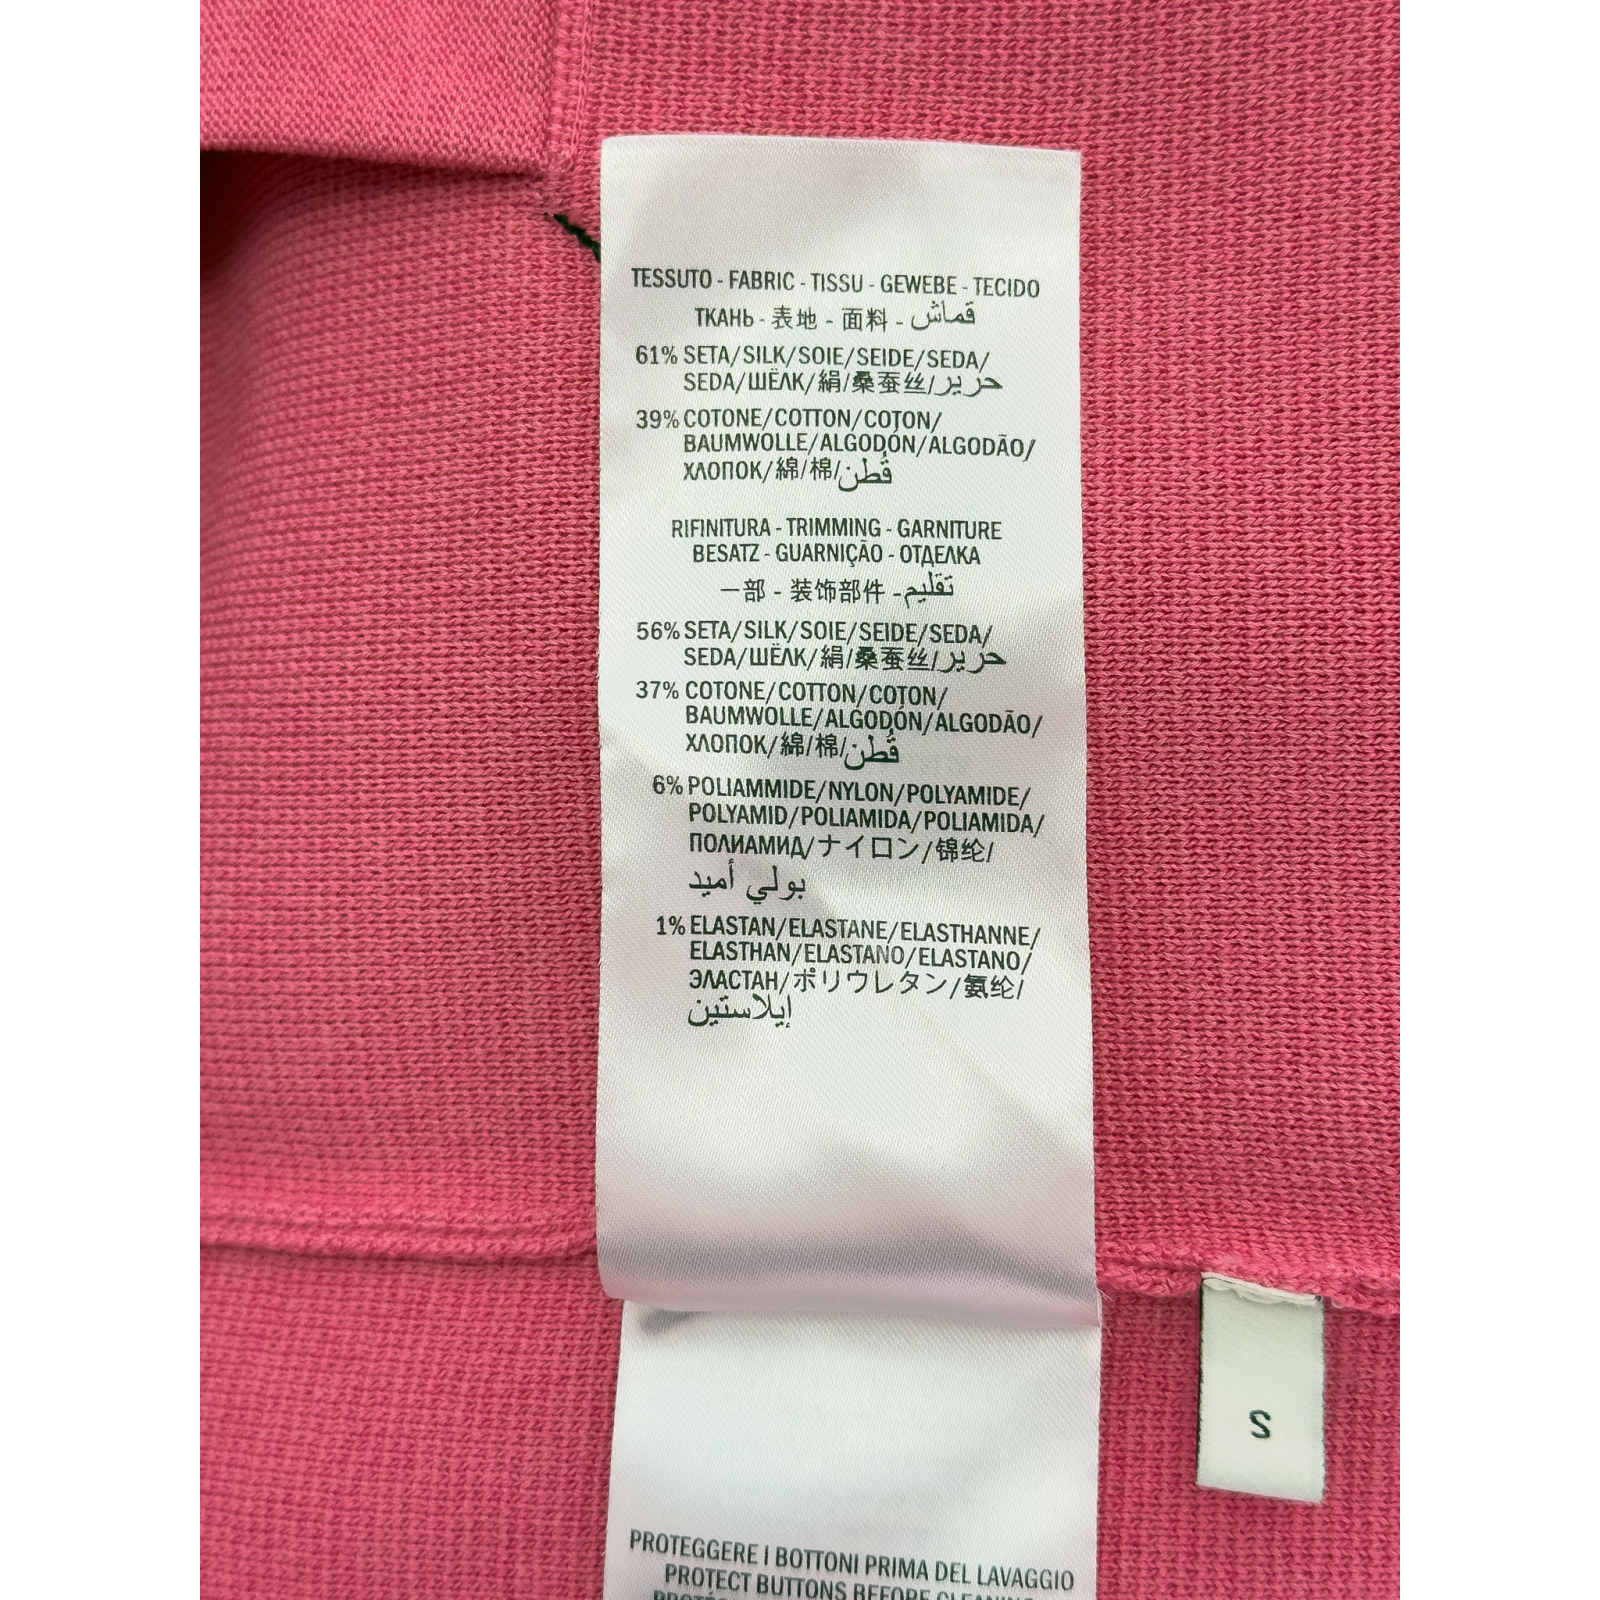 TESSUTO - FABRIC - TISSU - GEWEBE - TECIDO
ТКАНЬ - 表地 - 面料 - قماش
61% SETA/SILK/SOIE/SEIDE/SEDA/
SEDA/ШЁЛК/絹/桑蚕丝/حرير
39% COTONE/COTTON/COTON/
BAUMWOLLE/ALGODÓN/ALGODÃO/
ХЛОПОК/綿/棉/قُطن
RIFINITURA - TRIMMING - GARNITURE
BESATZ - GUARNIÇÃO - ОТДЕЛКА
一部 - 装饰部件 - تقليم
56% SETA/SILK/SOIE/SEIDE/SEDA/
SEDA/ШЁЛК/絹/桑蚕丝/حرير
37% COTONE/COTTON/COTON/
BAUMWOLLE/ALGODÓN/ALGODÃO/
ХЛОПОК/綿/棉/قُطن
6% POLIAMMIDE/NYLON/POLYAMIDE/
POLYAMID/POLIAMIDA/POLIAMIDA/
ПОЛИАМИД/ナイロン/锦纶/
بولي أميد
1% ELASTAN/ELASTANE/ELASTHANNE/
ELASTHAN/ELASTANO/ELASTANO/
ЭЛАСТАН/ポリウレタン/氨纶/
إيلاستين
S
PROTEGGERE I BOTTONI PRIMA DEL LAVAGGIO
PROTECT BUTTONS BEFORE CLEANING